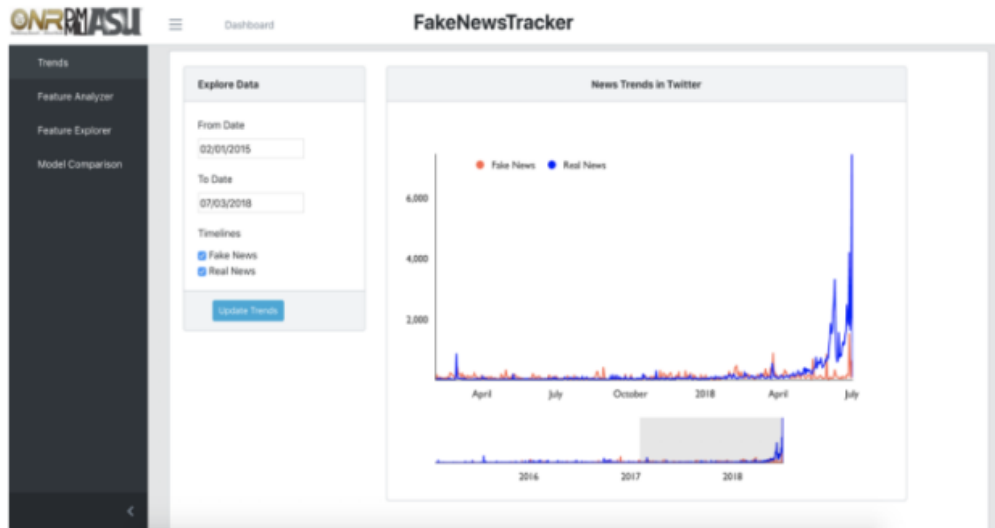 ONR ASU
Dashboard
FakeNewsTracker
Trends
Feature Analyzer
Feature Explorer
Model Comparison
Explore Data
From Date
02/01/2015
To Date
07/03/2018
Timelines
Fake News
Real News
Update Trends
News Trends in Twitter
Fake News Real News
6,000
4,000
2,000
April July October 2018 April July
2016 2017 2018